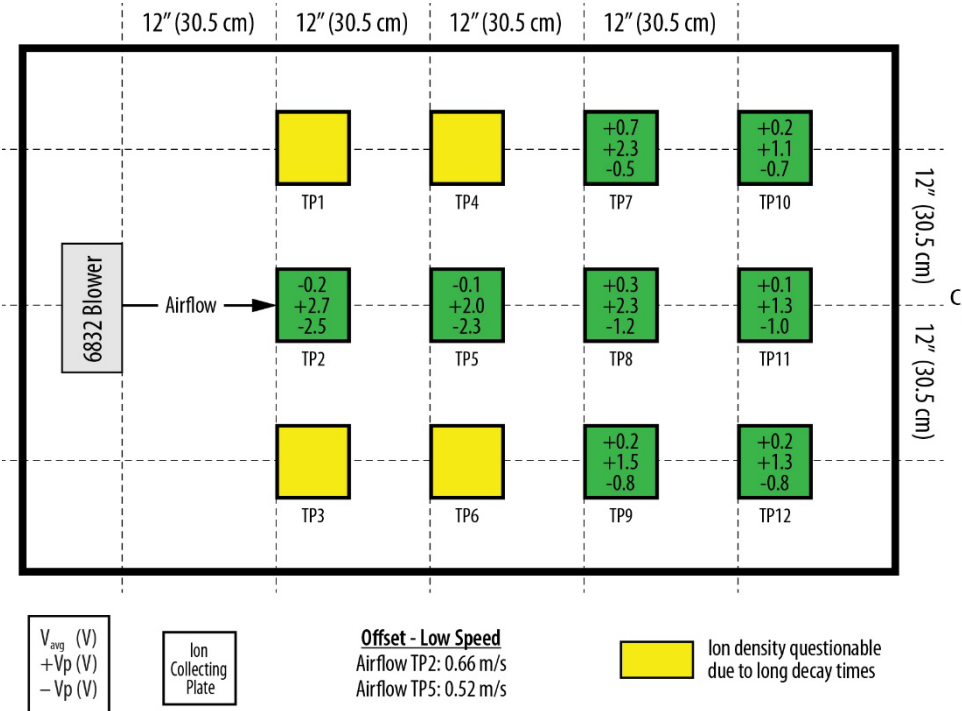 12″ (30.5 cm) 12″ (30.5 cm) 12″ (30.5 cm) 12″ (30.5 cm)
+0.7
+2.3
-0.5
+0.2
+1.1
-0.7
TP1 TP4 TP7 TP10
12″ (30.5 cm)
6832 Blower
Airflow
-0.2
+2.7
-2.5
-0.1
+2.0
-2.3
+0.3
+2.3
-1.2
+0.1
+1.3
-1.0
C
TP2 TP5 TP8 TP11
12″ (30.5 cm)
+0.2
+1.5
-0.8
+0.2
+1.3
-0.8
TP3 TP6 TP9 TP12
Vavg (V)
+Vp (V)
– Vp (V)
Ion
Collecting
Plate
Offset - Low Speed
Airflow TP2: 0.66 m/s
Airflow TP5: 0.52 m/s
Ion density questionable
due to long decay times